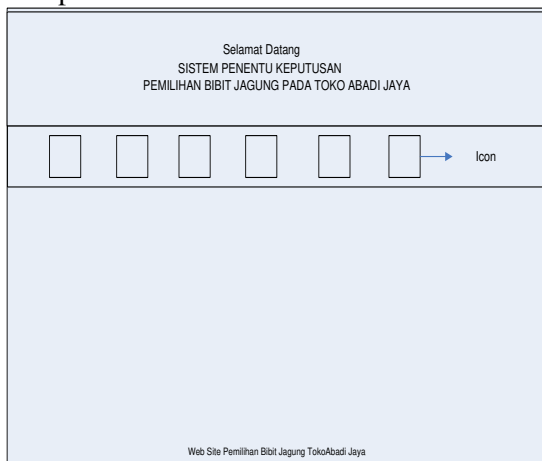 Selamat Datang
SISTEM PENENTU KEPUTUSAN
PEMILIHAN BIBIT JAGUNG PADA TOKO ABADI JAYA
Icon
Web Site Pemilihan Bibit Jagung TokoAbadi Jaya